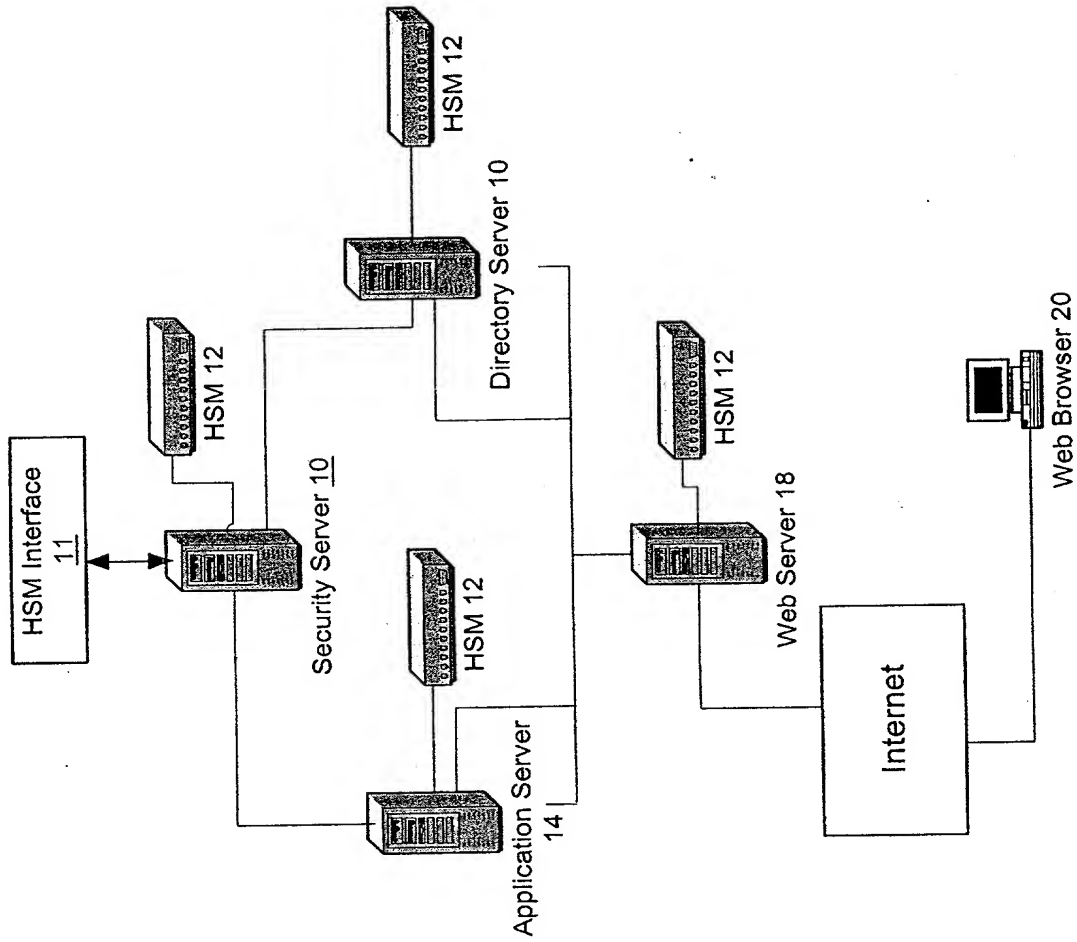 HSM Interface
11
HSM 12
Security Server 10
HSM 12
HSM 12
Directory Server 10
Application Server
14
HSM 12
Web Server 18
Internet
Web Browser 20